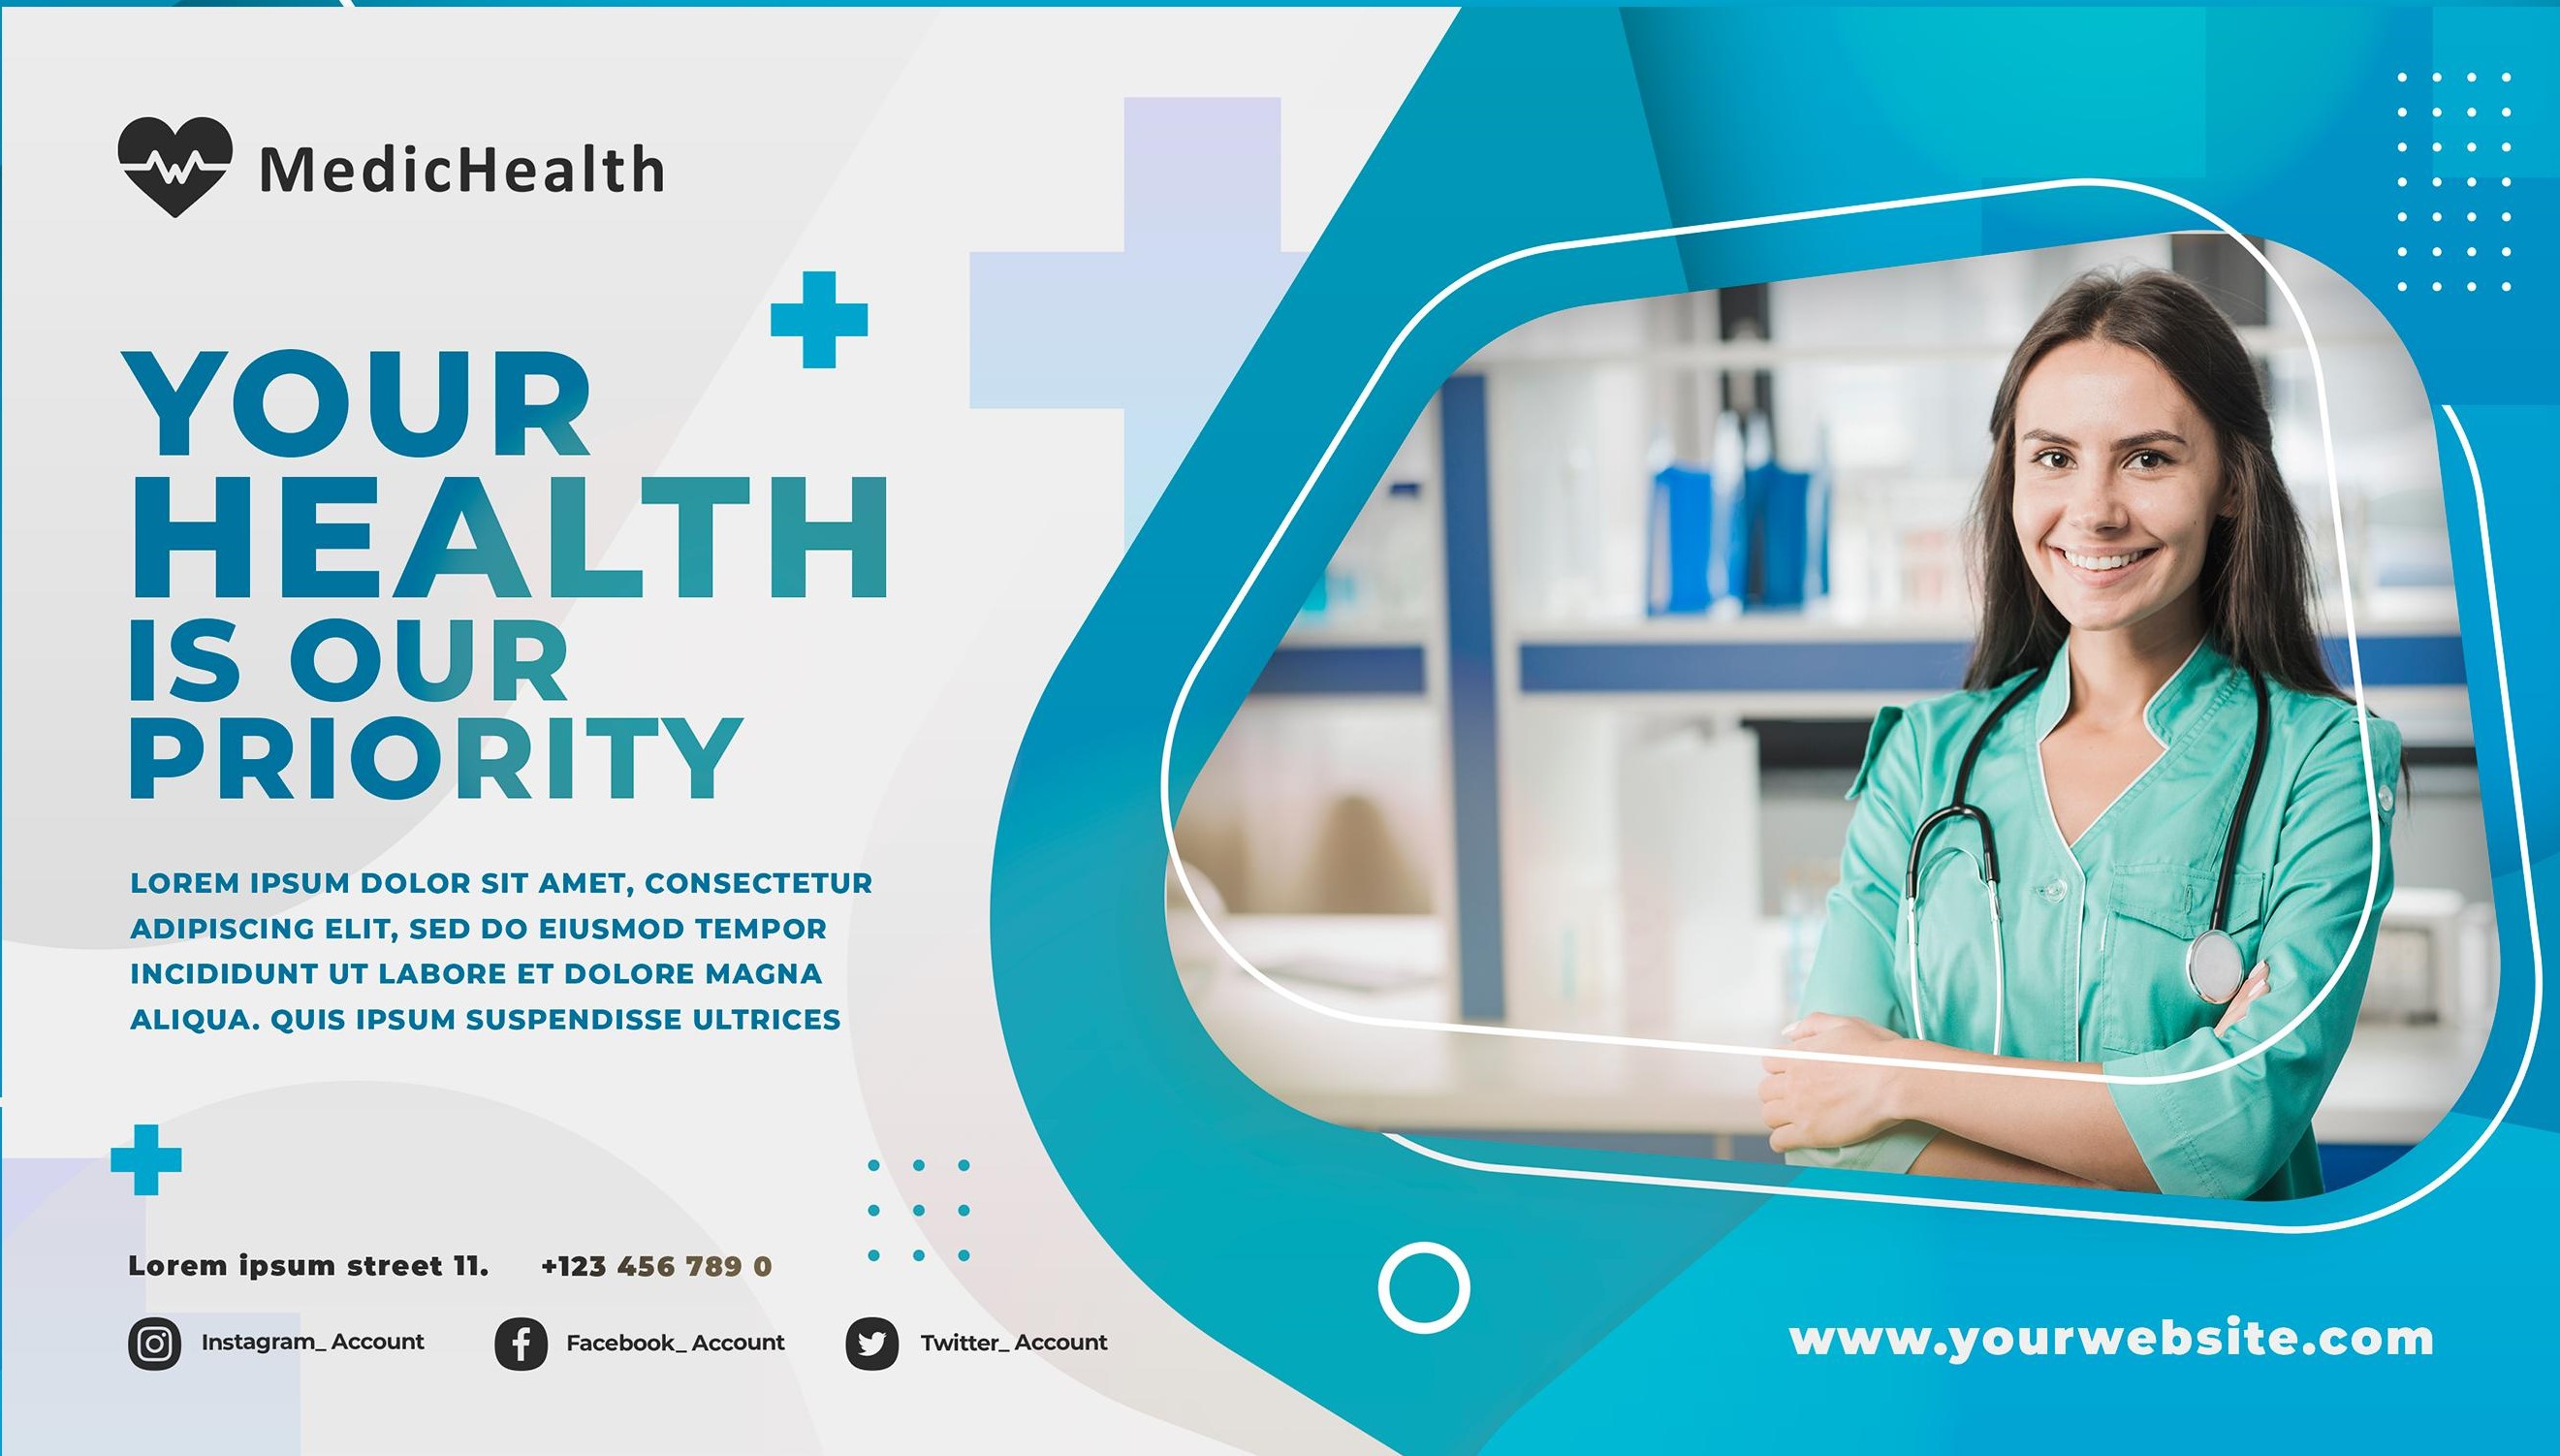 MedicHealth
YOUR
HEALTH
IS OUR
PRIORITY
LOREM IPSUM DOLOR SIT AMET, CONSECTETUR
ADIPISCING ELIT, SED DO EIUSMOD TEMPOR
INCIDIDUNT UT LABORE ET DOLORE MAGNA
ALIQUA. QUIS IPSUM SUSPENDISSE ULTRICES
Lorem ipsum street 11. +123 456 789 0
Instagram_ Account Facebook_ Account Twitter_ Account
www.yourwebsite.com